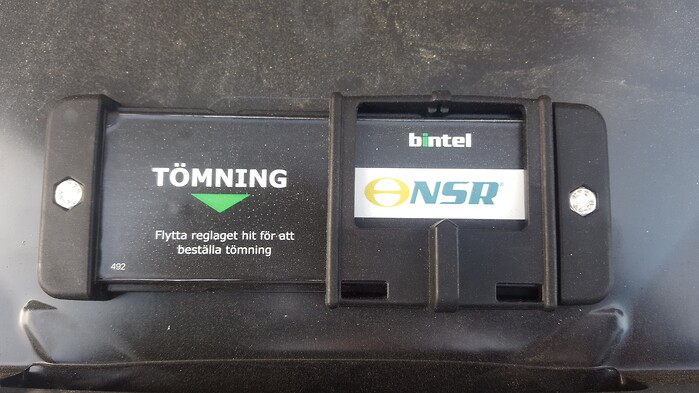 TÖMNING
Flytta reglaget hit för att
beställa tömning
492
bintel
NSR